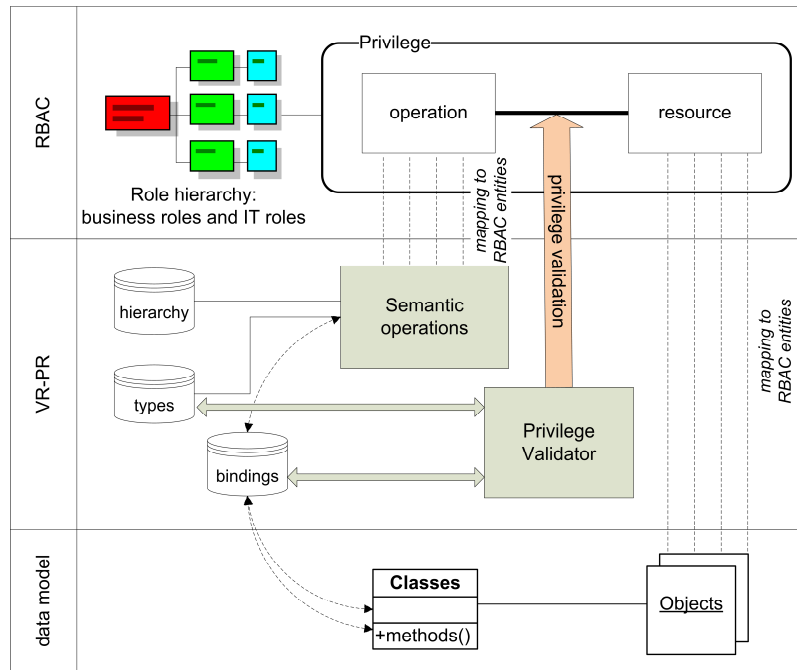 RBAC
Privilege
operation
resource
Role hierarchy:
business roles and IT roles
mapping to
RBAC entities
privilege validation
mapping to
RBAC entities
VR-PR
hierarchy
Semantic
operations
types
Privilege
Validator
bindings
data model
Classes
+methods()
Objects